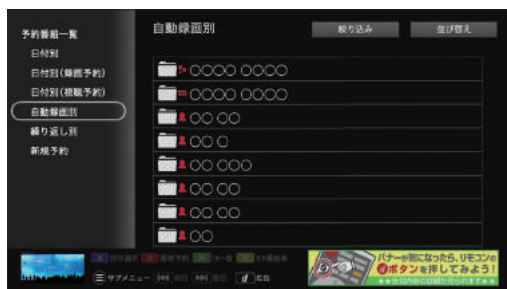 自動録画別
絞り込み
並び替え
予約番組一覧
日付別
日付別(録画予約)
日付別(視聴予約)
自動録画別
繰り返し別
新規予約
○○○○ ○○○○
○○○○ ○○○○
○○ ○○
○○ ○
○○ ○○○
○○ ○○
○○ ○○
○○
サブメニュー
d 広告
バナーが気になったら、リモコンの
dボタンを押してみよう!